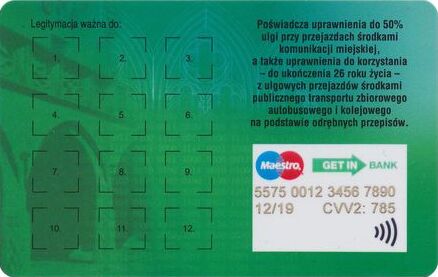 Legitymacja ważna do:
1. 2. 3.
4. 5. 6.
7. 8. 9.
10. 11. 12.
Poświadcza uprawnienia do 50%
ulgi przy przejazdach środkami
komunikacji miejskiej,
a także uprawnienia do korzystania
- do ukończenia 26 roku życia -
z ulgowych przejazdów środkami
publicznego transportu zbiorowego
autobusowego i kolejowego
na podstawie odrębnych przepisów.
Maestro GET IN BANK
5575 0012 3456 7890
12/19 CVV2: 785